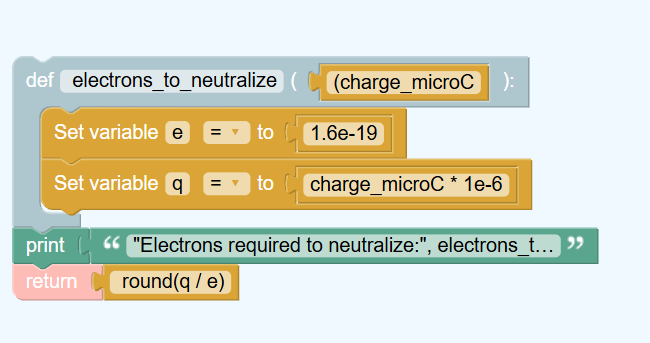 def electrons_to_neutralize ( (charge_microC ):
Set variable e = to 1.6e-19
Set variable q = to charge_microC * 1e-6
print “ "Electrons required to neutralize:", electrons_t... ”
return round(q / e)